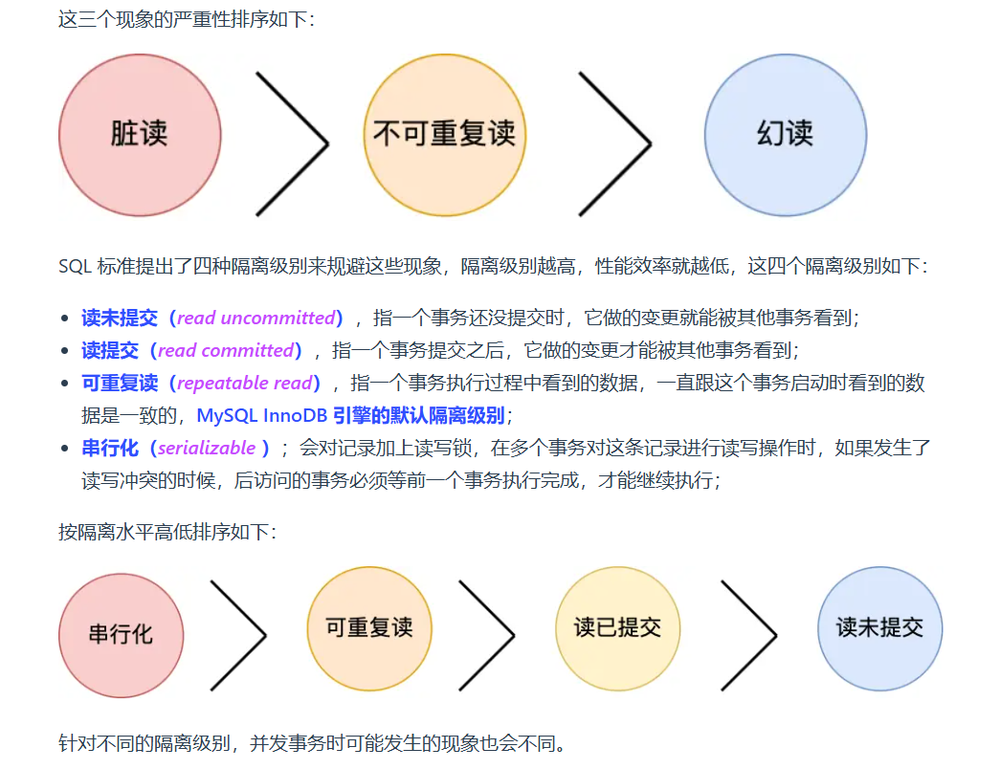 这三个现象的严重性排序如下：
脏读
不可重复读
幻读
SQL 标准提出了四种隔离级别来规避这些现象，隔离级别越高，性能效率就越低，这四个隔离级别如下：
读未提交（read uncommitted），指一个事务还没提交时，它做的变更就能被其他事务看到；
读提交（read committed），指一个事务提交之后，它做的变更才能被其他事务看到；
可重复读（repeatable read），指一个事务执行过程中看到的数据，一直跟这个事务启动时看到的数
据是一致的，MySQL InnoDB 引擎的默认隔离级别；
串行化（serializable ）；会对记录加上读写锁，在多个事务对这条记录进行读写操作时，如果发生了
读写冲突的时候，后访问的事务必须等前一个事务执行完成，才能继续执行；
按隔离水平高低排序如下：
串行化
可重复读
读已提交
读未提交
针对不同的隔离级别，并发事务时可能发生的现象也会不同。